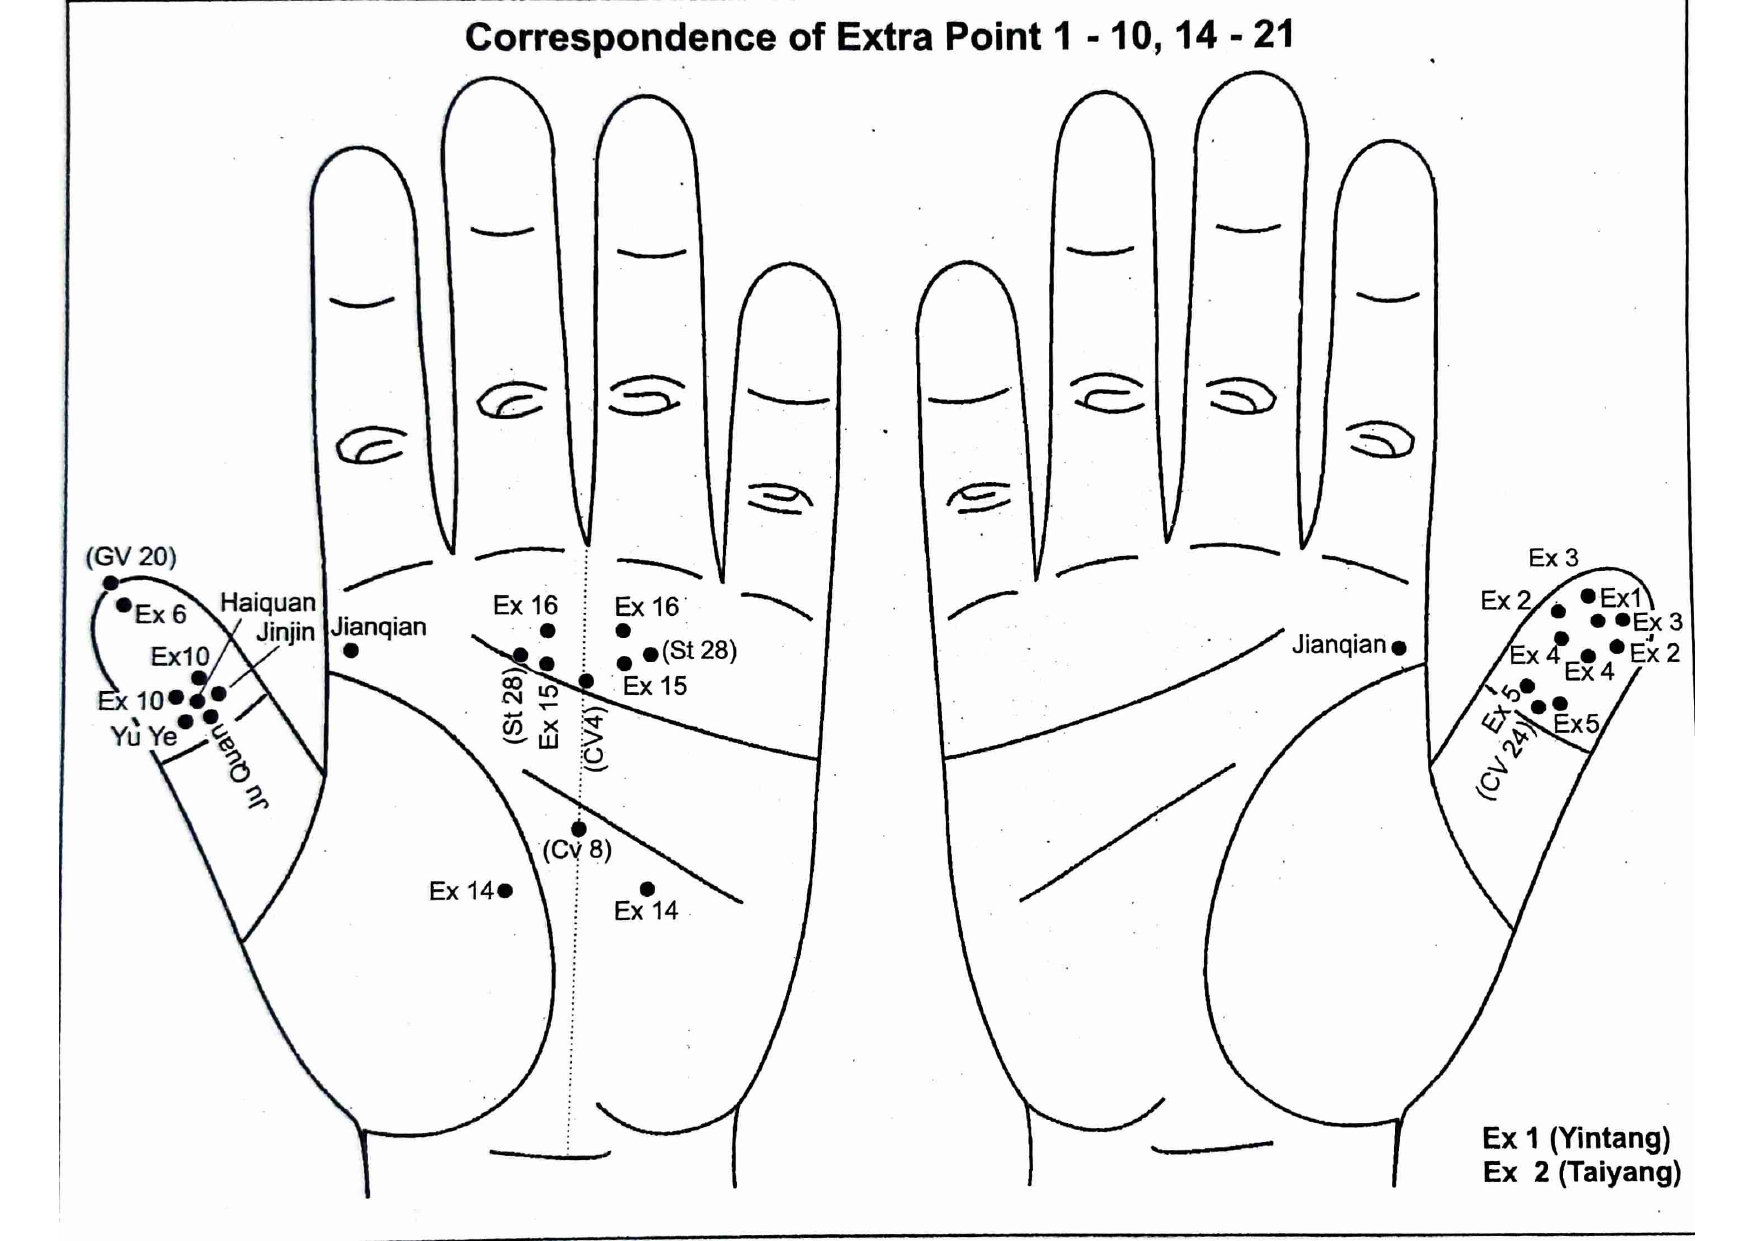 Correspondence of Extra Point 1 - 10, 14 - 21
(GV 20)
Ex 6
Haiquan
Jinjin
Jianqian
Ex10
Ex 10
Yu Ye
Ju Quan
Ex 16
Ex 16
(St 28)
Ex 15
(St 28)
Ex 15
(CV4)
(Cv 8)
Ex 14
Ex 14
Jianqian
Ex 3
Ex 2
Ex1
Ex 3
Ex 4
Ex 4
Ex 2
Ex 5
Ex5
(CV 24)
Ex 1 (Yintang)
Ex 2 (Taiyang)